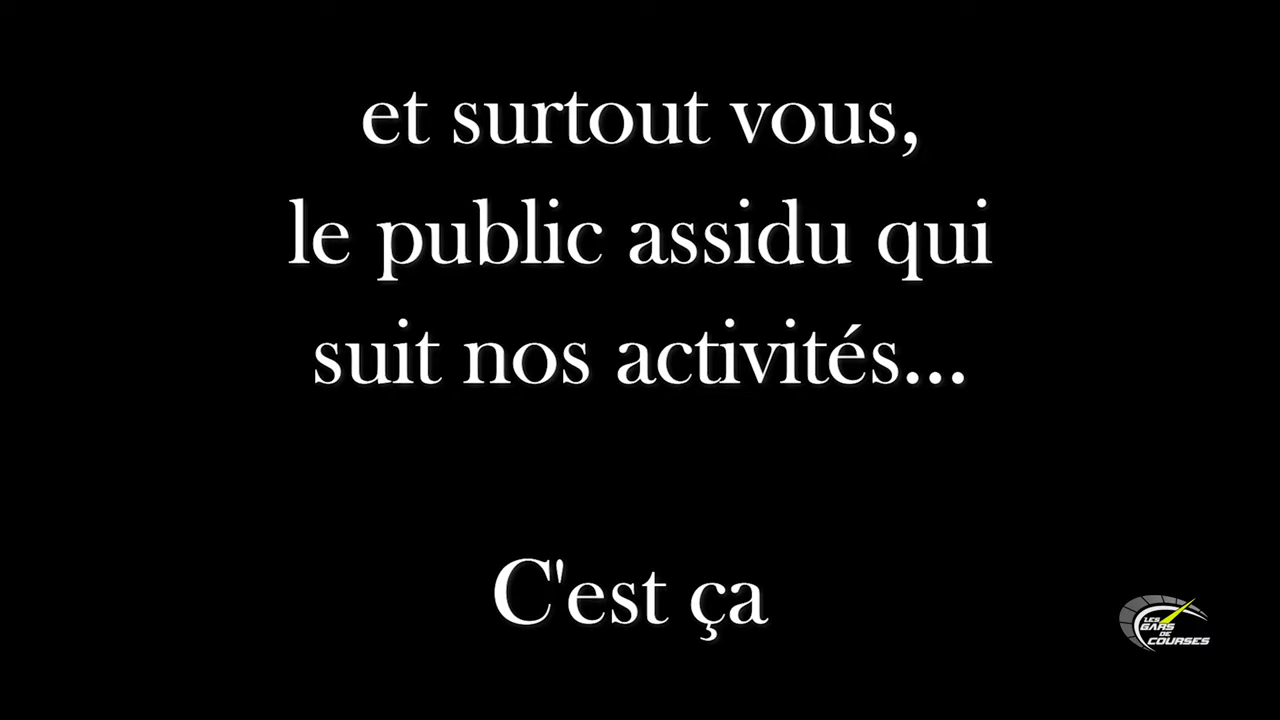 et surtout vous,
le public assidu qui
suit nos activités...
C'est ça
LES
GARS
DE
COURSES